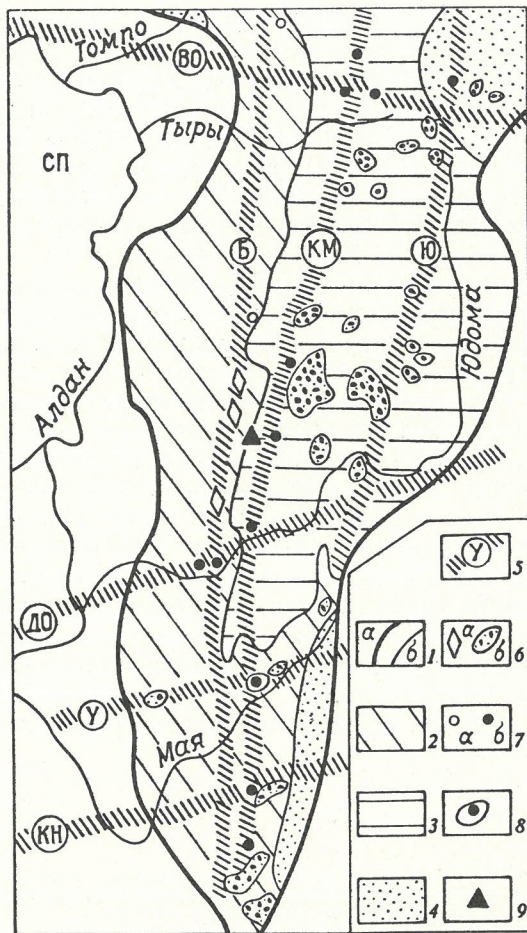 Томпо
ВО
Тыры
СП
Б
КМ
Ю
Юдома
Алдан
ДО
У
Мая
КН
У 5
а б 1
а б 6
2
а б 7
3
8
4
9